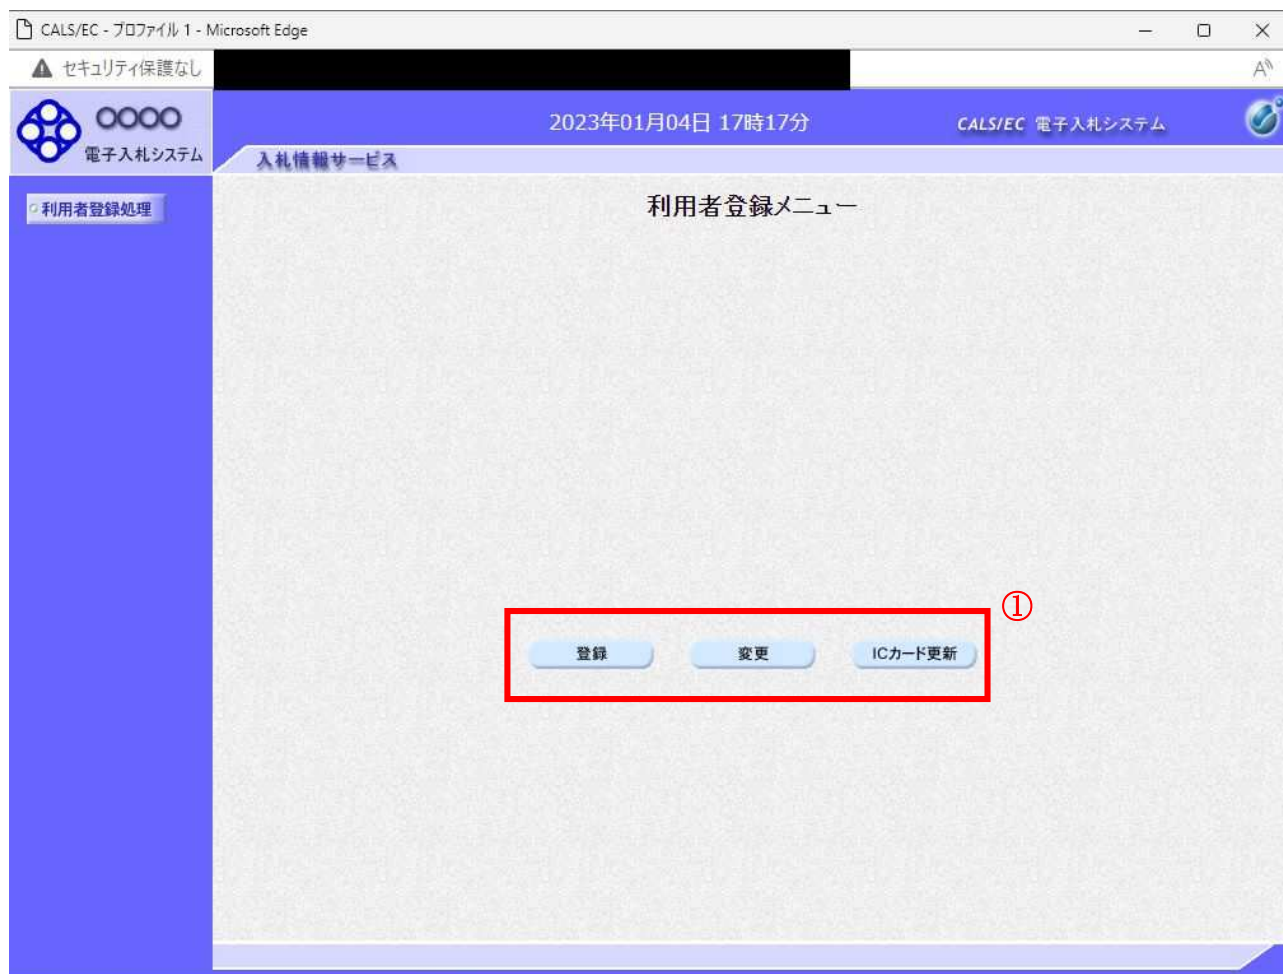 CALS/EC - プロファイル 1 - Microsoft Edge
セキュリティ保護なし
〇〇〇〇
電子入札システム
2023年01月04日 17時17分
CALS/EC 電子入札システム
入札情報サービス
利用者登録処理
利用者登録メニュー
①
登録 変更 ICカード更新